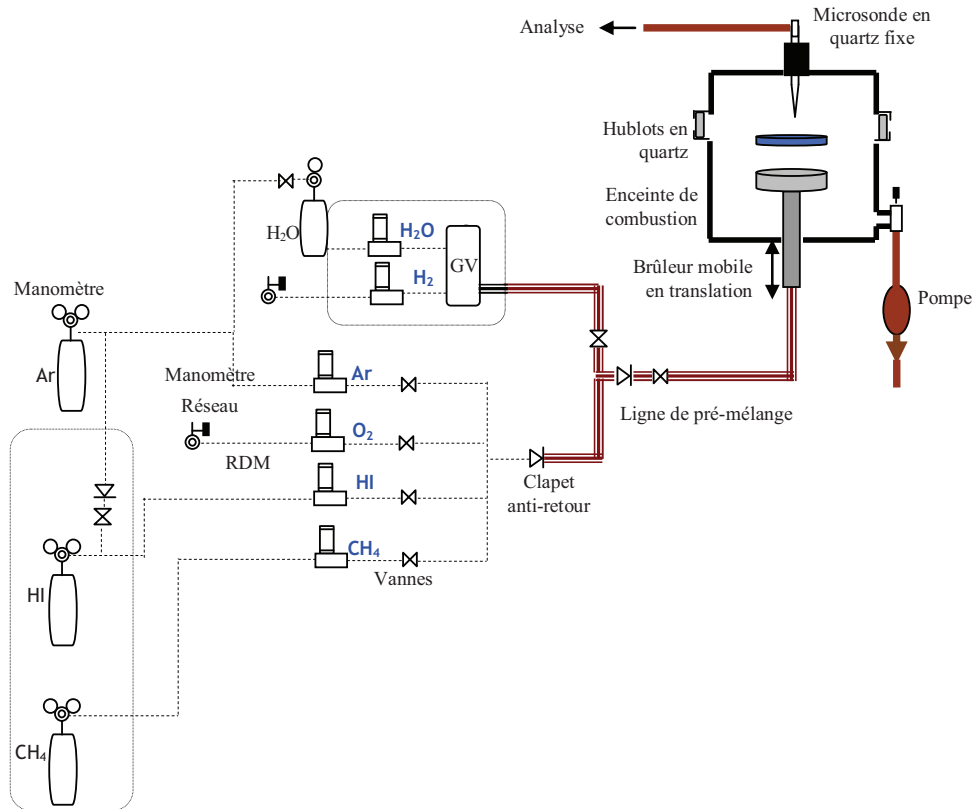 Analyse
Microsonde en
quartz fixe
Hublots en
quartz
Enceinte de
combustion
Brûleur mobile
en translation
Pompe
H₂O
H₂O
H₂
GV
Manomètre
Ar
Manomètre
Réseau
RDM
Ar
O₂
HI
CH₄
Vannes
Clapet
anti-retour
Ligne de pré-mélange
HI
CH₄